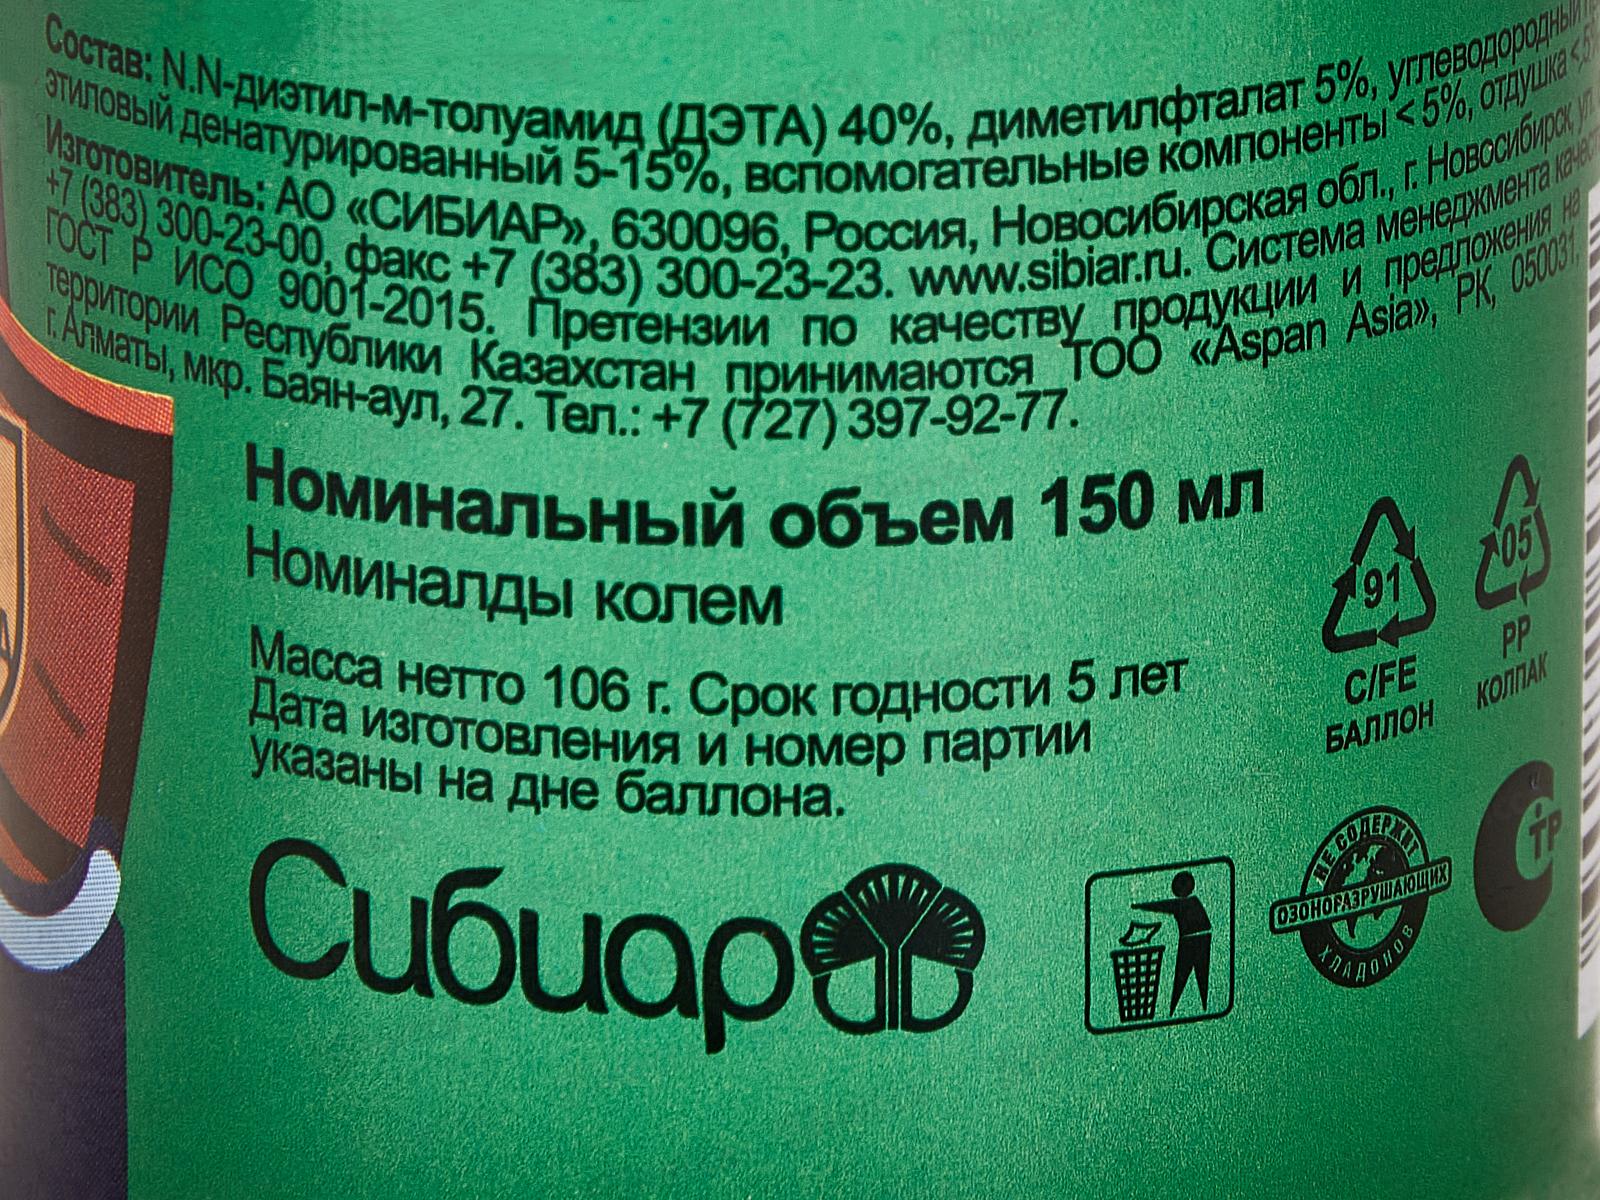 Состав: N.N-диэтил-м-толуамид (ДЭТА) 40%, диметилфталат 5%, углеводородный
этиловый денатурированный 5-15%, вспомогательные компоненты <5%, отдушка <5%
Изготовитель: АО «СИБИАР», 630096, Россия, Новосибирская обл., г. Новосибирск, ул.
+7 (383) 300-23-00, факс +7 (383) 300-23-23. www.sibiar.ru. Система менеджмента
ГОСТ Р ИСО 9001-2015. Претензии по качеству продукции и предложения на
территории Республики Казахстан принимаются ТОО «Aspan Asia», РК, 050031,
г. Алматы, мкр. Баян-аул, 27. Тел.: +7 (727) 397-92-77.
Номинальный объем 150 мл
Номиналды колем
Масса нетто 106 г. Срок годности 5 лет
Дата изготовления и номер партии
указаны на дне баллона.
91
C/FE
БАЛЛОН
05
PP
КОЛПАК
Сибиар
НЕ СОДЕРЖИТ
ОЗОНОРАЗРУШАЮЩИХ
ХЛАДОНОВ
ТР